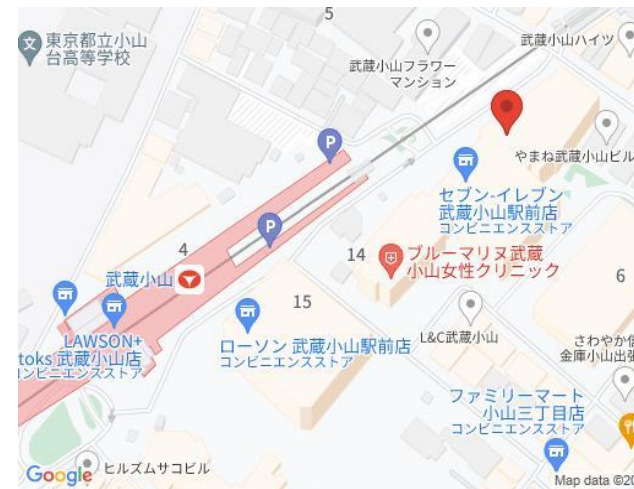 5
東京都立小山
台高等学校
武蔵小山ハイツ
武蔵小山フラワー
マンション
P
やまね武蔵小山ビル
セブン-イレブン
武蔵小山駅前店
コンビニエンスストア
P
4
14
ブルーマリヌ武蔵
小山女性クリニック
武蔵小山
15
6
LAWSON+
toks 武蔵小山店
コンビニエンスストア
ローソン 武蔵小山駅前店
コンビニエンスストア
L&C武蔵小山
さわやか信
金庫小山出張
ファミリーマート
小山三丁目店
コンビニエンスストア
Google
ヒルズムサコビル
Map data ©20